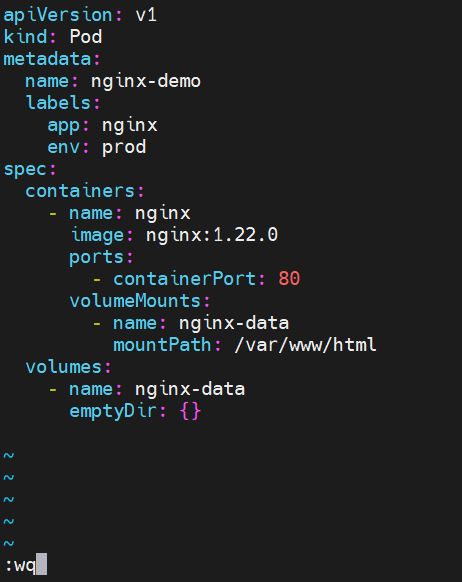 apiVersion: v1
kind: Pod
metadata:
  name: nginx-demo
  labels:
    app: nginx
    env: prod
spec:
  containers:
    - name: nginx
      image: nginx:1.22.0
      ports:
        - containerPort: 80
      volumeMounts:
        - name: nginx-data
          mountPath: /var/www/html
  volumes:
    - name: nginx-data
      emptyDir: {}
~
~
~
~
~
:wq